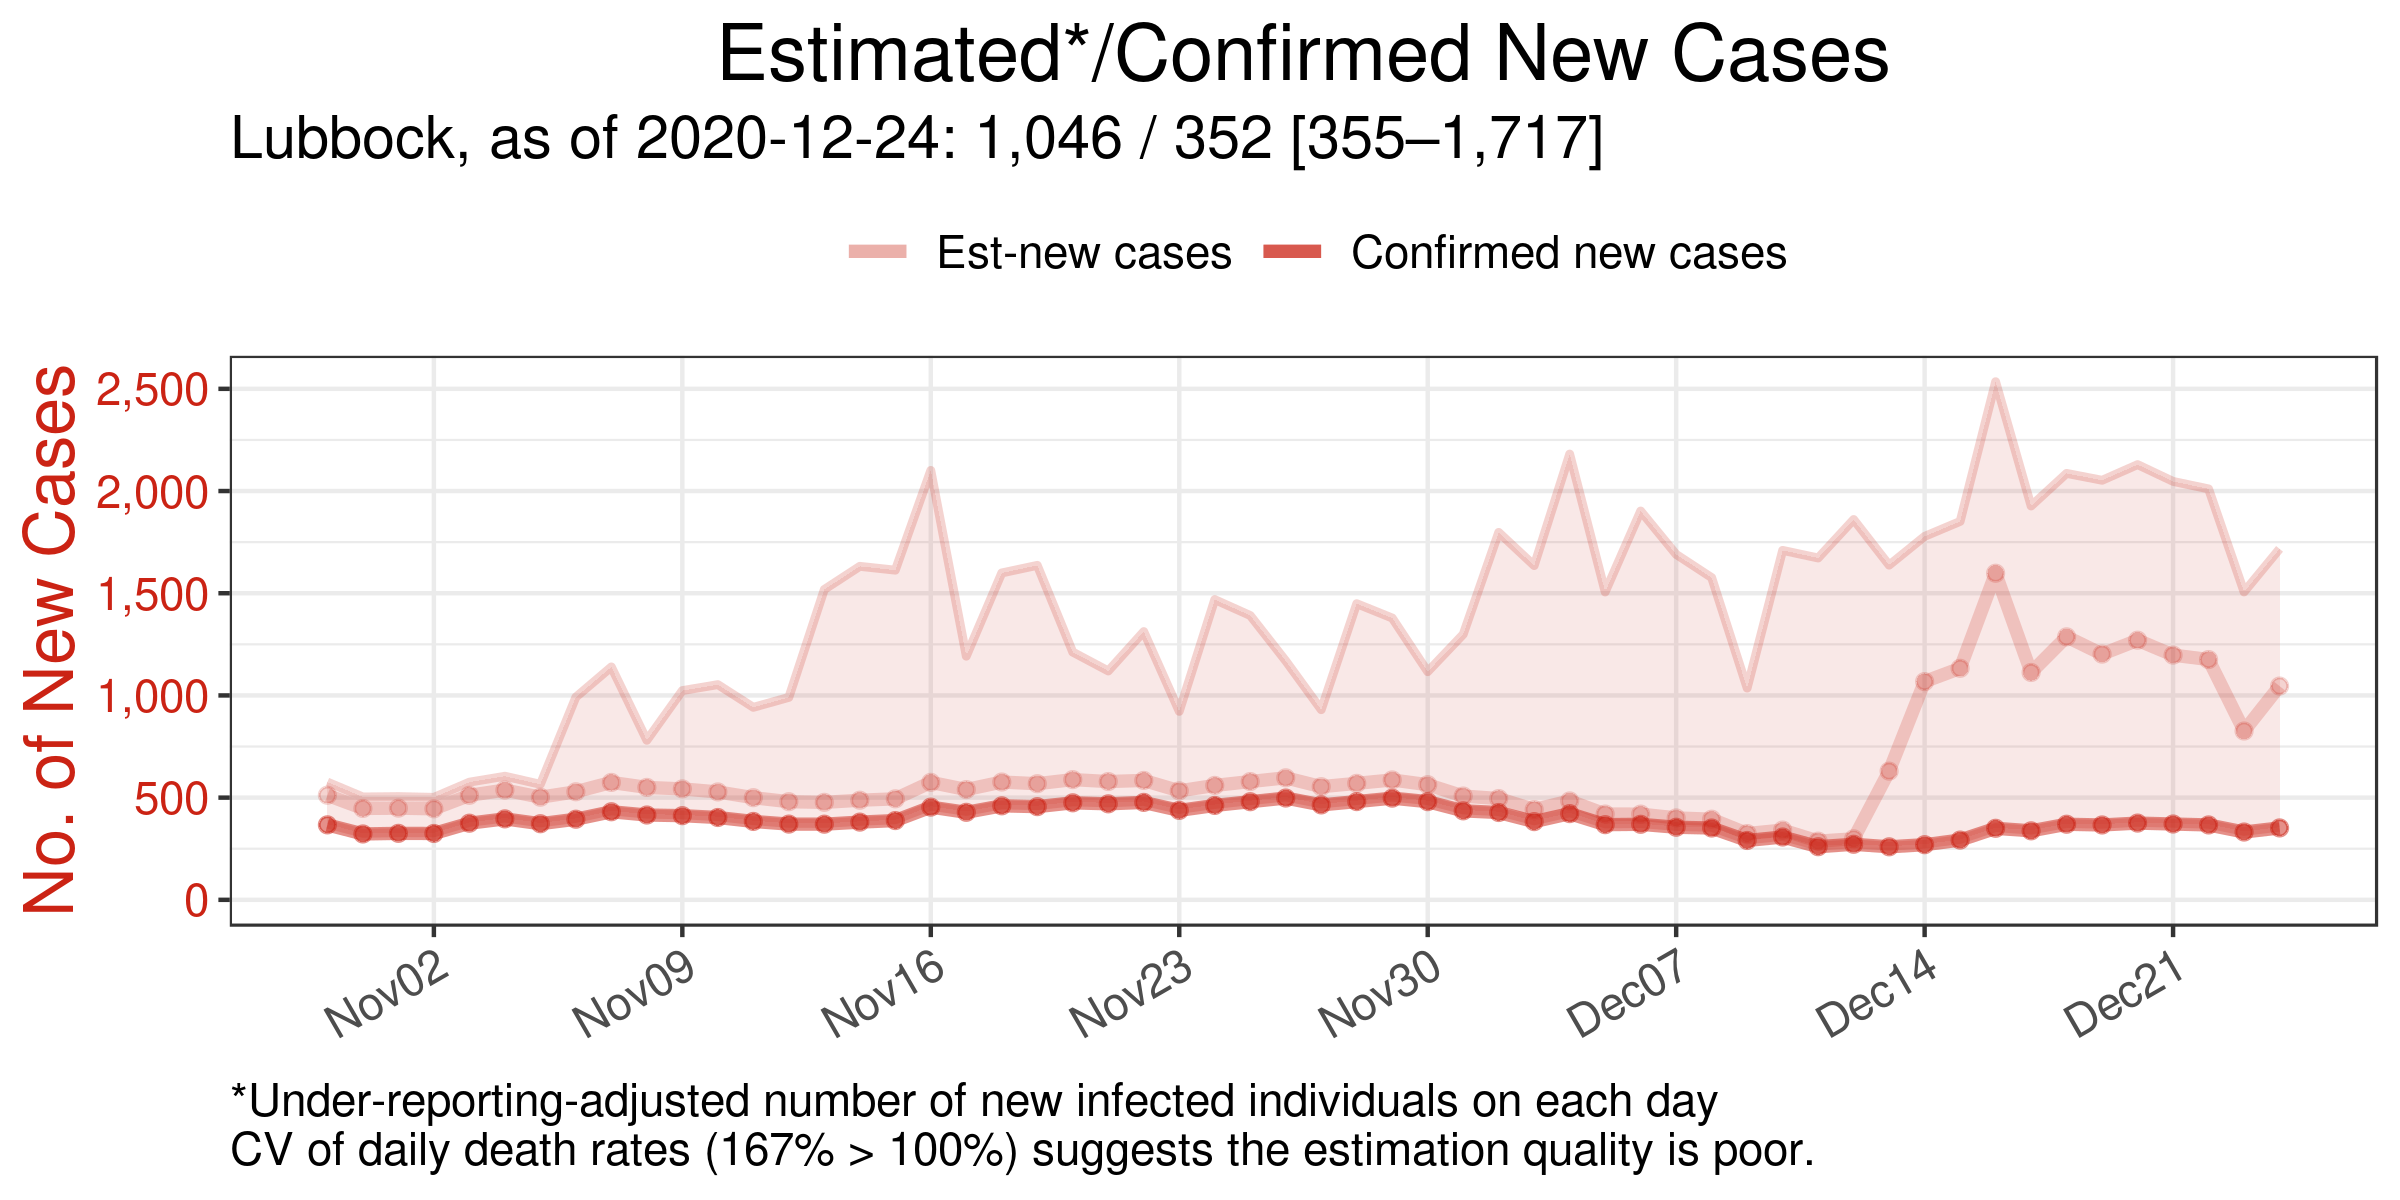 Estimated*/Confirmed New Cases
Lubbock, as of 2020-12-24: 1,046 / 352 [355–1,717]
Est-new cases
Confirmed new cases
No. of New Cases
2,500
2,000
1,500
1,000
500
0
Nov02
Nov09
Nov16
Nov23
Nov30
Dec07
Dec14
Dec21
*Under-reporting-adjusted number of new infected individuals on each day
CV of daily death rates (167% > 100%) suggests the estimation quality is poor.